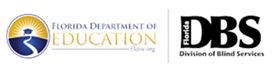 FLORIDA DEPARTMENT OF
EDUCATION
fldoe.org
Florida
DBS
Division of Blind Services